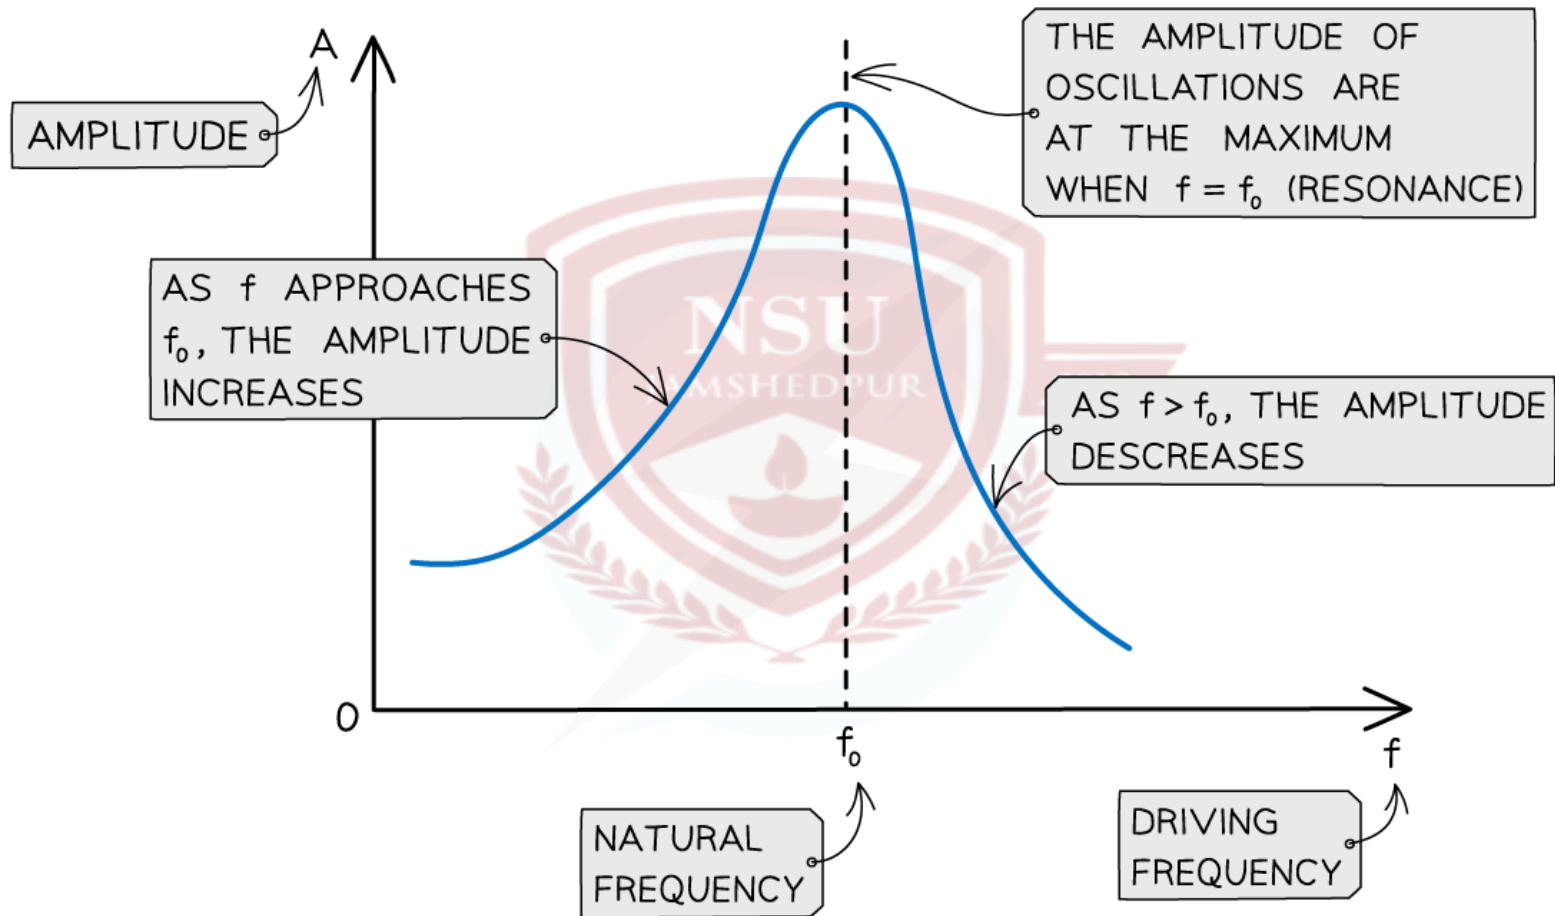 A
AMPLITUDE
THE AMPLITUDE OF
OSCILLATIONS ARE
AT THE MAXIMUM
WHEN f = f₀ (RESONANCE)
AS f APPROACHES
f₀, THE AMPLITUDE
INCREASES
NSU
JAMSHEDPUR
AS f > f₀, THE AMPLITUDE
DESCREASES
0
f₀
f
NATURAL
FREQUENCY
DRIVING
FREQUENCY